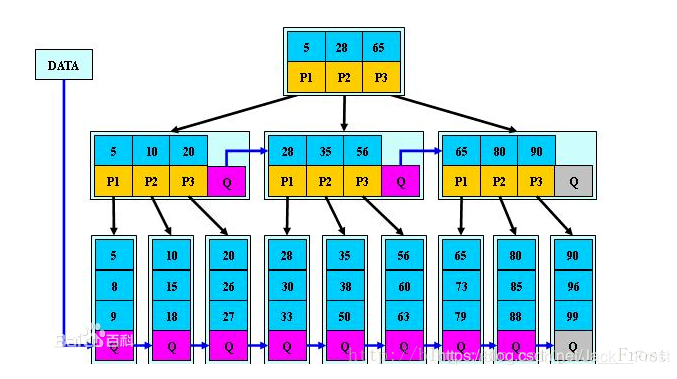 5 28 65
DATA
P1 P2 P3
5 10 20 28 35 56 65 80 90
P1 P2 P3 Q P1 P2 P3 Q P1 P2 P3 Q
5 10 20 28 35 56 65 80 90
8 15 26 30 38 60 73 85 96
9 18 27 33 50 63 79 88 99
Q Q Q Q Q Q Q Q Q
百科